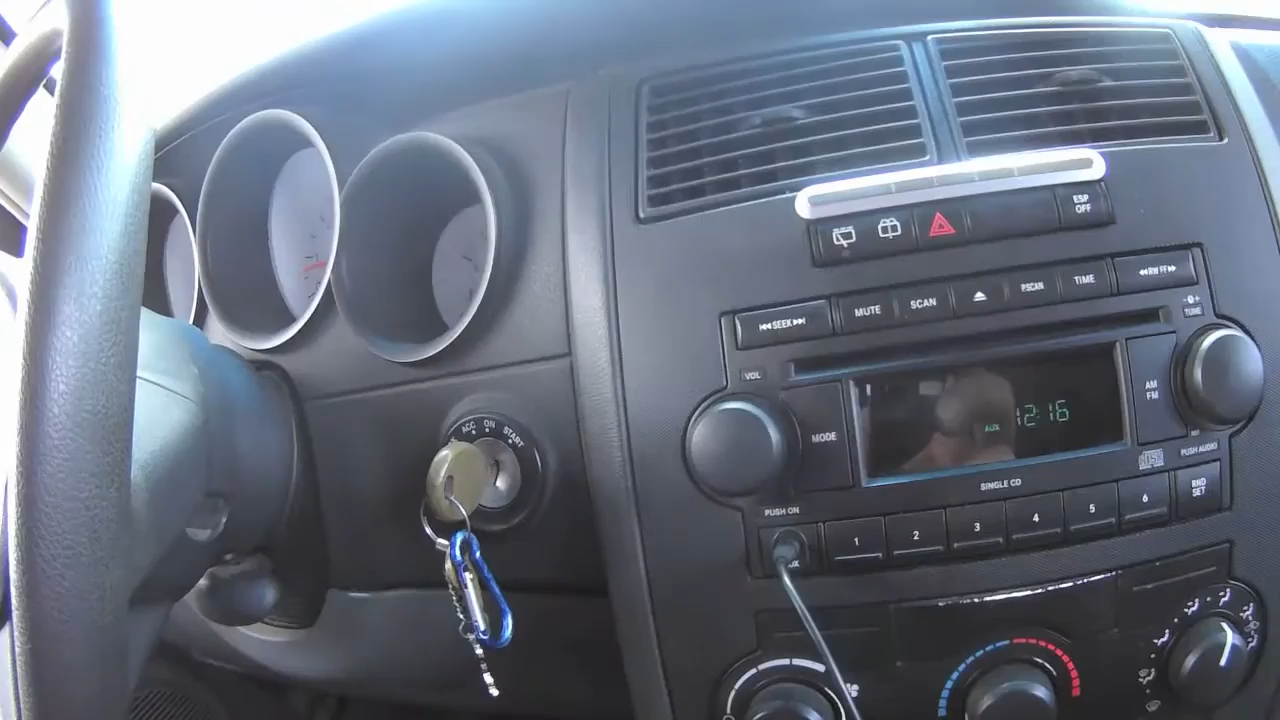 ESP
OFF
SEEK
MUTE
SCAN
PSCAN
TIME
RW FF
TUNE
VOL
ACC ON START
AM
FM
MODE
AUX
12:16
PUSH AUDIO
SINGLE CD
PUSH ON
1
2
3
4
5
6
RND
SET